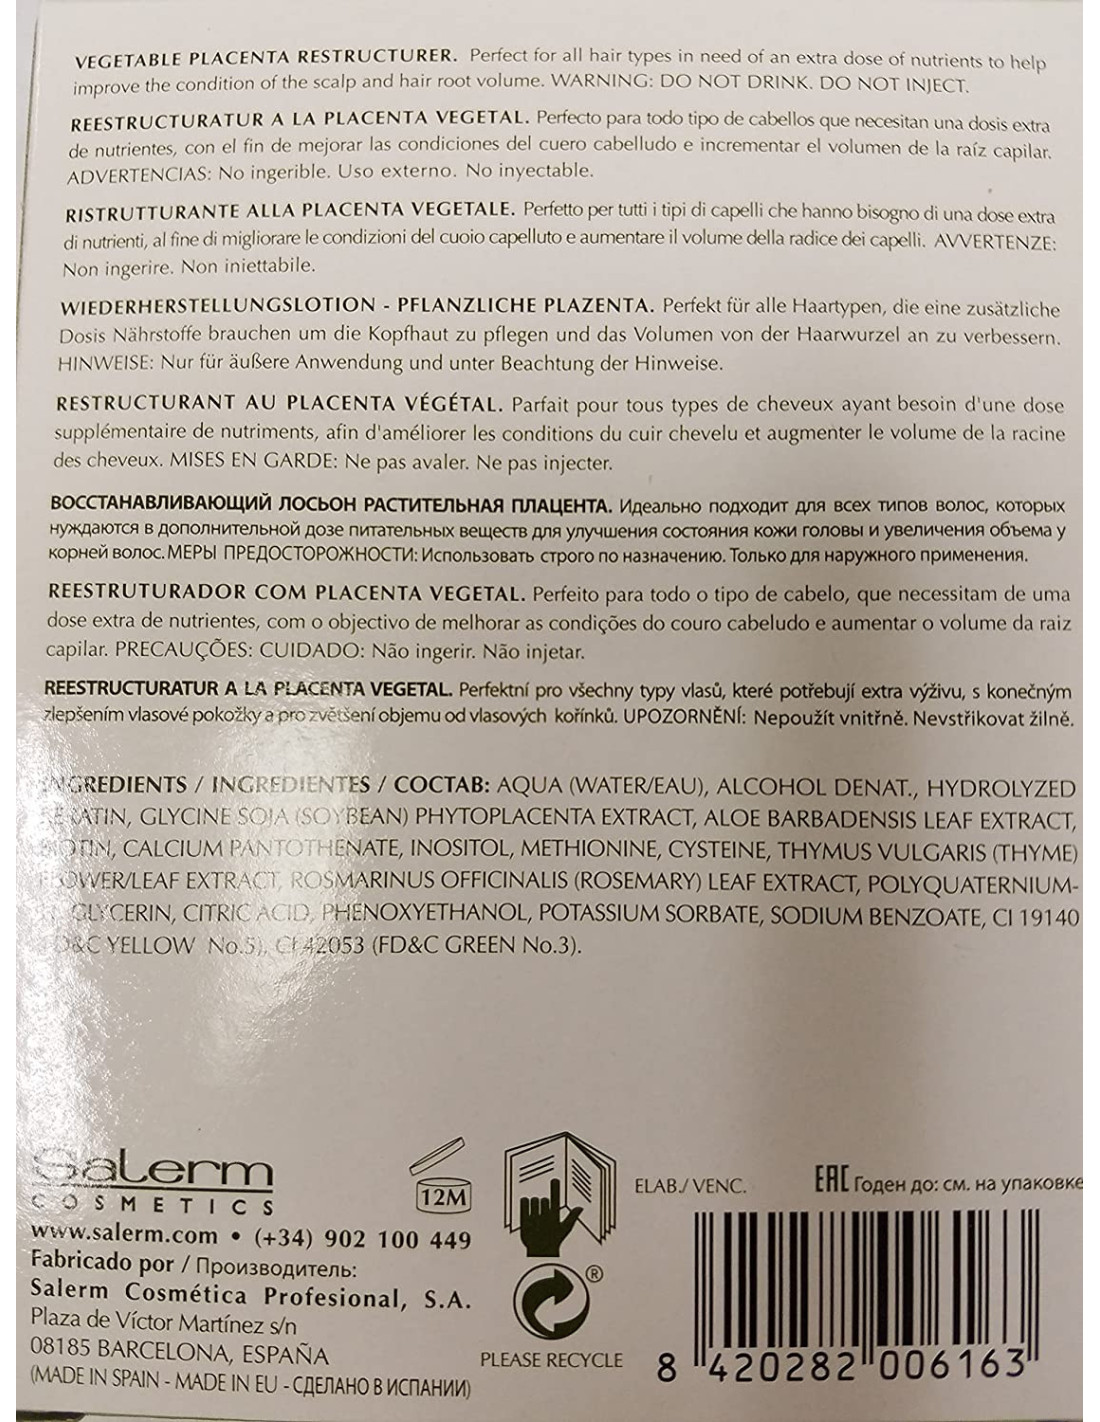 VEGETABLE PLACENTA RESTRUCTURER. Perfect for all hair types in need of an extra dose of nutrients to help
improve the condition of the scalp and hair root volume. WARNING: DO NOT DRINK. DO NOT INJECT.
REESTRUCTURATUR A LA PLACENTA VEGETAL. Perfecto para todo tipo de cabellos que necesitan una dosis extra
de nutrientes, con el fin de mejorar las condiciones del cuero cabelludo e incrementar el volumen de la raíz capilar.
ADVERTENCIAS: No ingerible. Uso externo. No inyectable.
RISTRUTTURANTE ALLA PLACENTA VEGETALE. Perfetto per tutti i tipi di capelli che hanno bisogno di una dose extra
di nutrienti, al fine di migliorare le condizioni del cuoio capelluto e aumentare il volume della radice dei capelli. AVVERTENZE:
Non ingerire. Non iniettabile.
WIEDERHERSTELLUNGSLOTION - PFLANZLICHE PLAZENTA. Perfekt für alle Haartypen, die eine zusätzliche
Dosis Nährstoffe brauchen um die Kopfhaut zu pflegen und das Volumen von der Haarwurzel an zu verbessern.
HINWEISE: Nur für äußere Anwendung und unter Beachtung der Hinweise.
RESTRUCTURANT AU PLACENTA VÉGÉTAL. Parfait pour tous types de cheveux ayant besoin d'une dose
supplémentaire de nutriments, afin d'améliorer les conditions du cuir chevelu et augmenter le volume de la racine
des cheveux. MISES EN GARDE: Ne pas avaler. Ne pas injecter.
ВОССТАНАВЛИВАЮЩИЙ ЛОСЬОН РАСТИТЕЛЬНАЯ ПЛАЦЕНТА. Идеально подходит для всех типов волос, которых
нуждаются в дополнительной дозе питательных веществ для улучшения состояния кожи головы и увеличения объема у
корней волос. МЕРЫ ПРЕДОСТОРОЖНОСТИ: Использовать строго по назначению. Только для наружного применения.
REESTRUTURADOR COM PLACENTA VEGETAL. Perfeito para todo o tipo de cabelo, que necessitam de uma
dose extra de nutrientes, com o objectivo de melhorar as condições do couro cabeludo e aumentar o volume da raiz
capilar. PRECAUÇÕES: CUIDADO: Não ingerir. Não injetar.
REESTRUCTURATUR A LA PLACENTA VEGETAL. Perfektní pro všechny typy vlasů, které potřebují extra výživu, s konečným
zlepšením vlasové pokožky a pro zvětšení objemu od vlasových kořínků. UPOZORNĚNÍ: Nepoužít vnitřně. Nevstřikovat žilně.
INGREDIENTS / INGREDIENTES / СОСТАВ: AQUA (WATER/EAU), ALCOHOL DENAT., HYDROLYZED
KERATIN, GLYCINE SOJA (SOYBEAN) PHYTOPLACENTA EXTRACT, ALOE BARBADENSIS LEAF EXTRACT,
BIOTIN, CALCIUM PANTOTHENATE, INOSITOL, METHIONINE, CYSTEINE, THYMUS VULGARIS (THYME)
FLOWER/LEAF EXTRACT, ROSMARINUS OFFICINALIS (ROSEMARY) LEAF EXTRACT, POLYQUATERNIUM-
GLYCERIN, CITRIC ACID, PHENOXYETHANOL, POTASSIUM SORBATE, SODIUM BENZOATE, CI 19140
(FD&C YELLOW No.5), CI 42053 (FD&C GREEN No.3).
Salerm
COSMETICS
12M
ELAB./ VENC.
EAC Годен до: см. на упаковке
www.salerm.com • (+34) 902 100 449
Fabricado por / Производитель:
Salerm Cosmética Profesional, S.A.
Plaza de Víctor Martínez s/n
08185 BARCELONA, ESPAÑA
(MADE IN SPAIN - MADE IN EU - СДЕЛАНО В ИСПАНИИ)
®
PLEASE RECYCLE
8 420282 006163